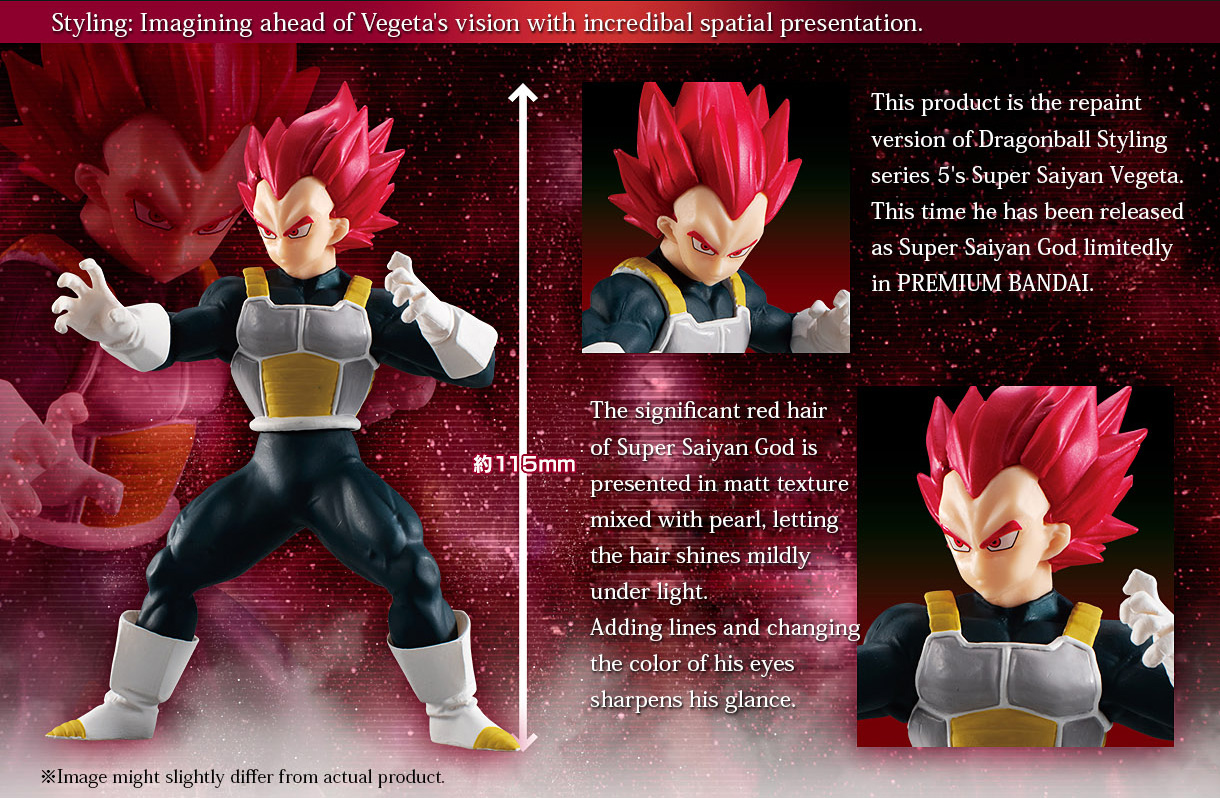 Styling: Imagining ahead of Vegeta's vision with incredibal spatial presentation.
This product is the repaint
version of Dragonball Styling
series 5's Super Saiyan Vegeta.
This time he has been released
as Super Saiyan God limitedly
in PREMIUM BANDAI.
約115mm
The significant red hair
of Super Saiyan God is
presented in matt texture
mixed with pearl, letting
the hair shines mildly
under light.
Adding lines and changing
the color of his eyes
sharpens his glance.
※Image might slightly differ from actual product.